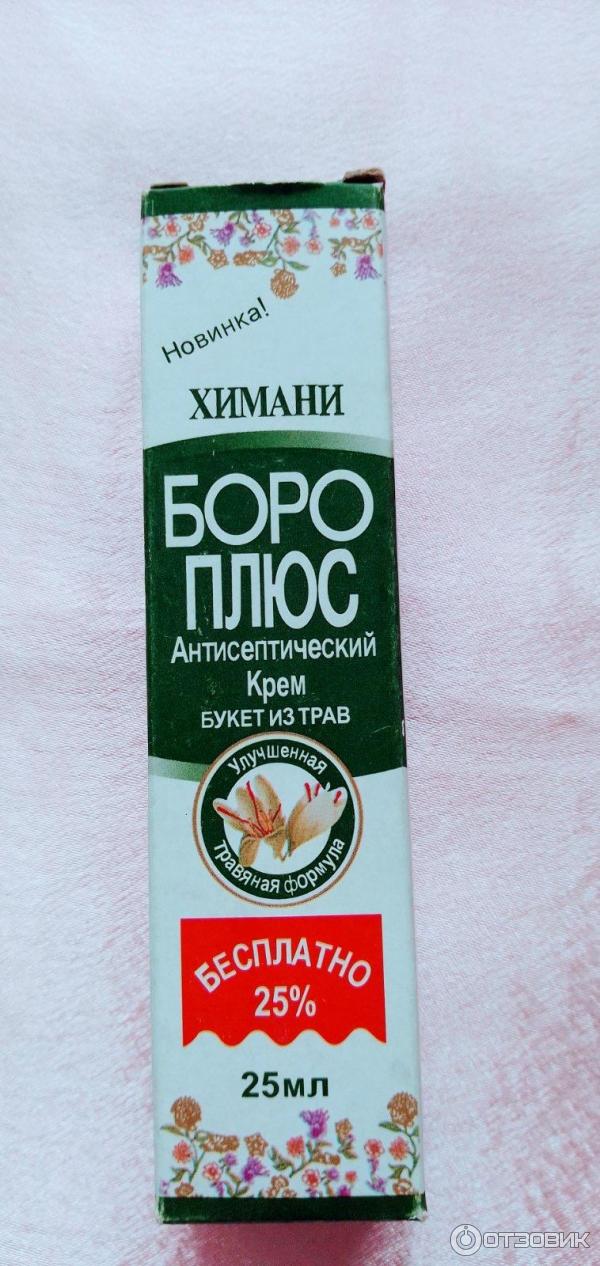 Новинка!
ХИМАНИ
БОРО
ПЛЮС
Антисептический
Крем
БУКЕТ ИЗ ТРАВ
Улучшенная
травяная формула
БЕСПЛАТНО
25%
25мл
ОТЗОВИК